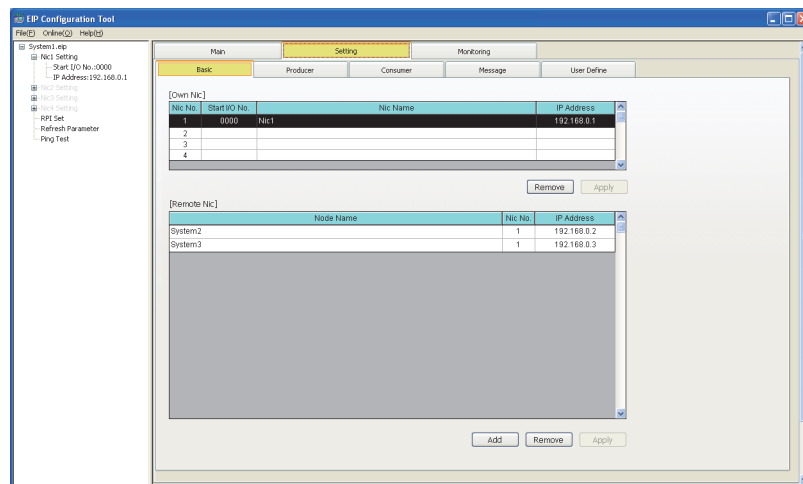 EIP Configuration Tool
File(F) Online(O) Help(H)
System1.eip
Nic1 Setting
Start I/O No.:0000
IP Address:192.168.0.1
Nic2 Setting
Nic3 Setting
Nic4 Setting
RPI Set
Refresh Parameter
Ping Test
Main Setting Monitoring
Basic Producer Consumer Message User Define
[Own Nic]
Nic No. Start I/O No. Nic Name IP Address
1 0000 Nic1 192.168.0.1
2
3
4
Remove Apply
[Remote Nic]
Node Name Nic No. IP Address
System2 1 192.168.0.2
System3 1 192.168.0.3
Add Remove Apply